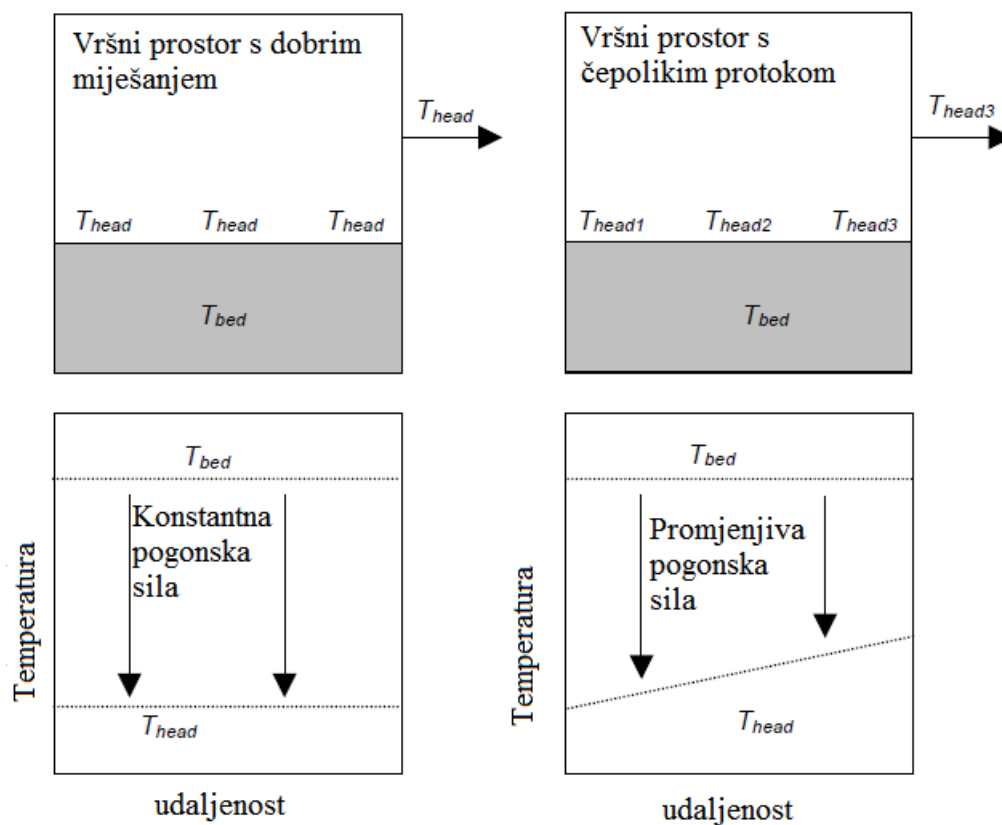 Vršni prostor s dobrim
miješanjem
T_head
T_head T_head T_head
T_bed
Vršni prostor s
čepolikim protokom
T_head3
T_head1 T_head2 T_head3
T_bed
Temperatura
T_bed
Konstantna
pogonska
sila
T_head
udaljenost
Temperatura
T_bed
Promjenjiva
pogonska
sila
T_head
udaljenost